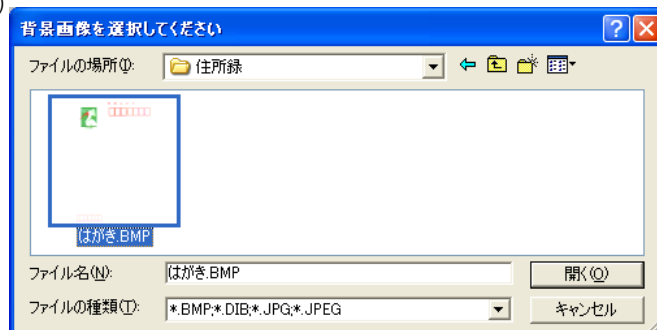 )
背景画像を選択してください
ファイルの場所(I):
住所録
はがき.BMP
ファイル名(N):
はがき.BMP
開く(O)
ファイルの種類(T):
*.BMP;*.DIB;*.JPG;*.JPEG
キャンセル